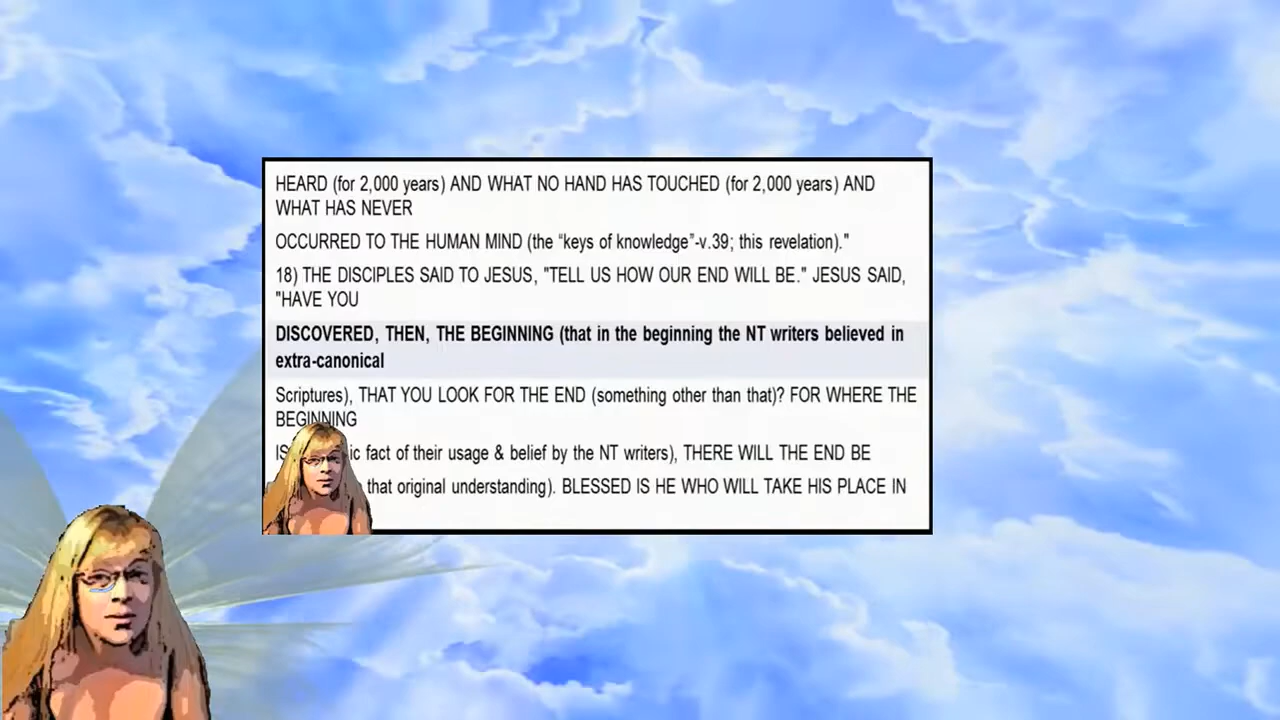 HEARD (for 2,000 years) AND WHAT NO HAND HAS TOUCHED (for 2,000 years) AND
WHAT HAS NEVER
OCCURRED TO THE HUMAN MIND (the “keys of knowledge”-v.39; this revelation)."
18) THE DISCIPLES SAID TO JESUS, "TELL US HOW OUR END WILL BE." JESUS SAID,
"HAVE YOU
DISCOVERED, THEN, THE BEGINNING (that in the beginning the NT writers believed in
extra-canonical
Scriptures), THAT YOU LOOK FOR THE END (something other than that)? FOR WHERE THE
BEGINNING
fact of their usage & belief by the NT writers), THERE WILL THE END BE
that original understanding). BLESSED IS HE WHO WILL TAKE HIS PLACE IN